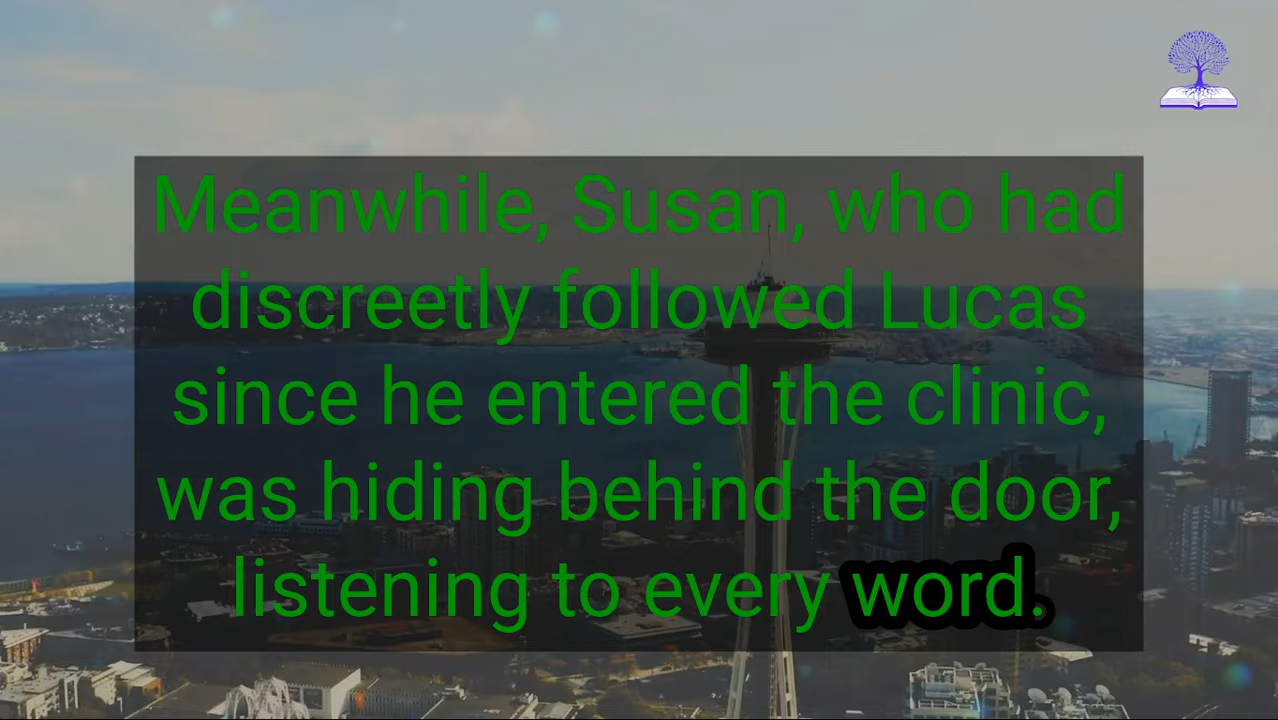 Meanwhile, Susan, who had
discreetly followed Lucas
since he entered the clinic,
was hiding behind the door,
listening to every word.